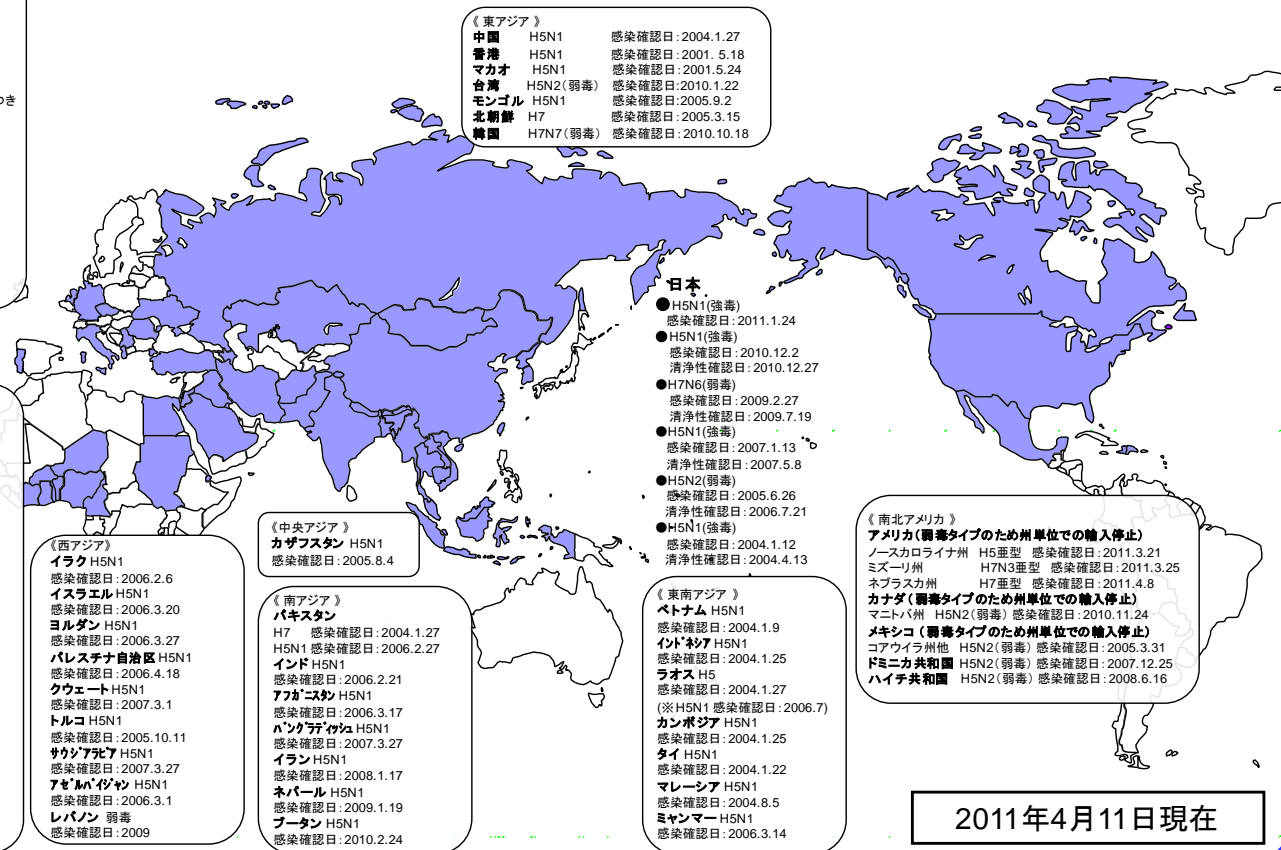 つき
《 東アジア 》
中国 H5N1 感染確認日:2004.1.27
香港 H5N1 感染確認日:2001. 5.18
マカオ H5N1 感染確認日:2001.5.24
台湾 H5N2(弱毒) 感染確認日:2010.1.22
モンゴル H5N1 感染確認日:2005.9.2
北朝鮮 H7 感染確認日:2005.3.15
韓国 H7N7(弱毒) 感染確認日:2010.10.18
日本
●H5N1(強毒)
感染確認日:2011.1.24
●H5N1(強毒)
感染確認日:2010.12.2
清浄性確認日:2010.12.27
●H7N6(弱毒)
感染確認日:2009.2.27
清浄性確認日:2009.7.19
●H5N1(強毒)
感染確認日:2007.1.13
清浄性確認日:2007.5.8
●H5N2(弱毒)
感染確認日:2005.6.26
清浄性確認日:2006.7.21
●H5N1(強毒)
感染確認日:2004.1.12
清浄性確認日:2004.4.13
《西アジア 》
イラク H5N1
感染確認日:2006.2.6
イスラエル H5N1
感染確認日:2006.3.20
ヨルダン H5N1
感染確認日:2006.3.27
パレスチナ自治区 H5N1
感染確認日:2006.4.18
クウェート H5N1
感染確認日:2007.3.1
トルコ H5N1
感染確認日:2005.10.11
サウジアラビア H5N1
感染確認日:2007.3.27
アゼルバイジャン H5N1
感染確認日:2006.3.1
レバノン 弱毒
感染確認日:2009
《中央アジア 》
カザフスタン H5N1
感染確認日:2005.8.4
《 南アジア 》
パキスタン
H7 感染確認日:2004.1.27
H5N1 感染確認日:2006.2.27
インド H5N1
感染確認日:2006.2.21
アフガニスタン H5N1
感染確認日:2006.3.17
バングラディッシュ H5N1
感染確認日:2007.3.27
イラン H5N1
感染確認日:2008.1.17
ネパール H5N1
感染確認日:2009.1.19
ブータン H5N1
感染確認日:2010.2.24
《 東南アジア 》
ベトナム H5N1
感染確認日:2004.1.9
インドネシア H5N1
感染確認日:2004.1.25
ラオス H5
感染確認日:2004.1.27
(※H5N1 感染確認日:2006.7)
カンボジア H5N1
感染確認日:2004.1.25
タイ H5N1
感染確認日:2004.1.22
マレーシア H5N1
感染確認日:2004.8.5
ミャンマー H5N1
感染確認日:2006.3.14
《 南北アメリカ 》
アメリカ(弱毒タイプのため州単位での輸入停止)
ノースカロライナ州 H5亜型 感染確認日:2011.3.21
ミズーリ州 H7N3亜型 感染確認日:2011.3.25
ネブラスカ州 H7亜型 感染確認日:2011.4.8
カナダ(弱毒タイプのため州単位での輸入停止)
マニトバ州 H5N2(弱毒) 感染確認日:2010.11.24
メキシコ(弱毒タイプのため州単位での輸入停止)
コアウイラ州他 H5N2(弱毒) 感染確認日:2005.3.31
ドミニカ共和国 H5N2(弱毒) 感染確認日:2007.12.25
ハイチ共和国 H5N2(弱毒) 感染確認日:2008.6.16
2011年4月11日現在